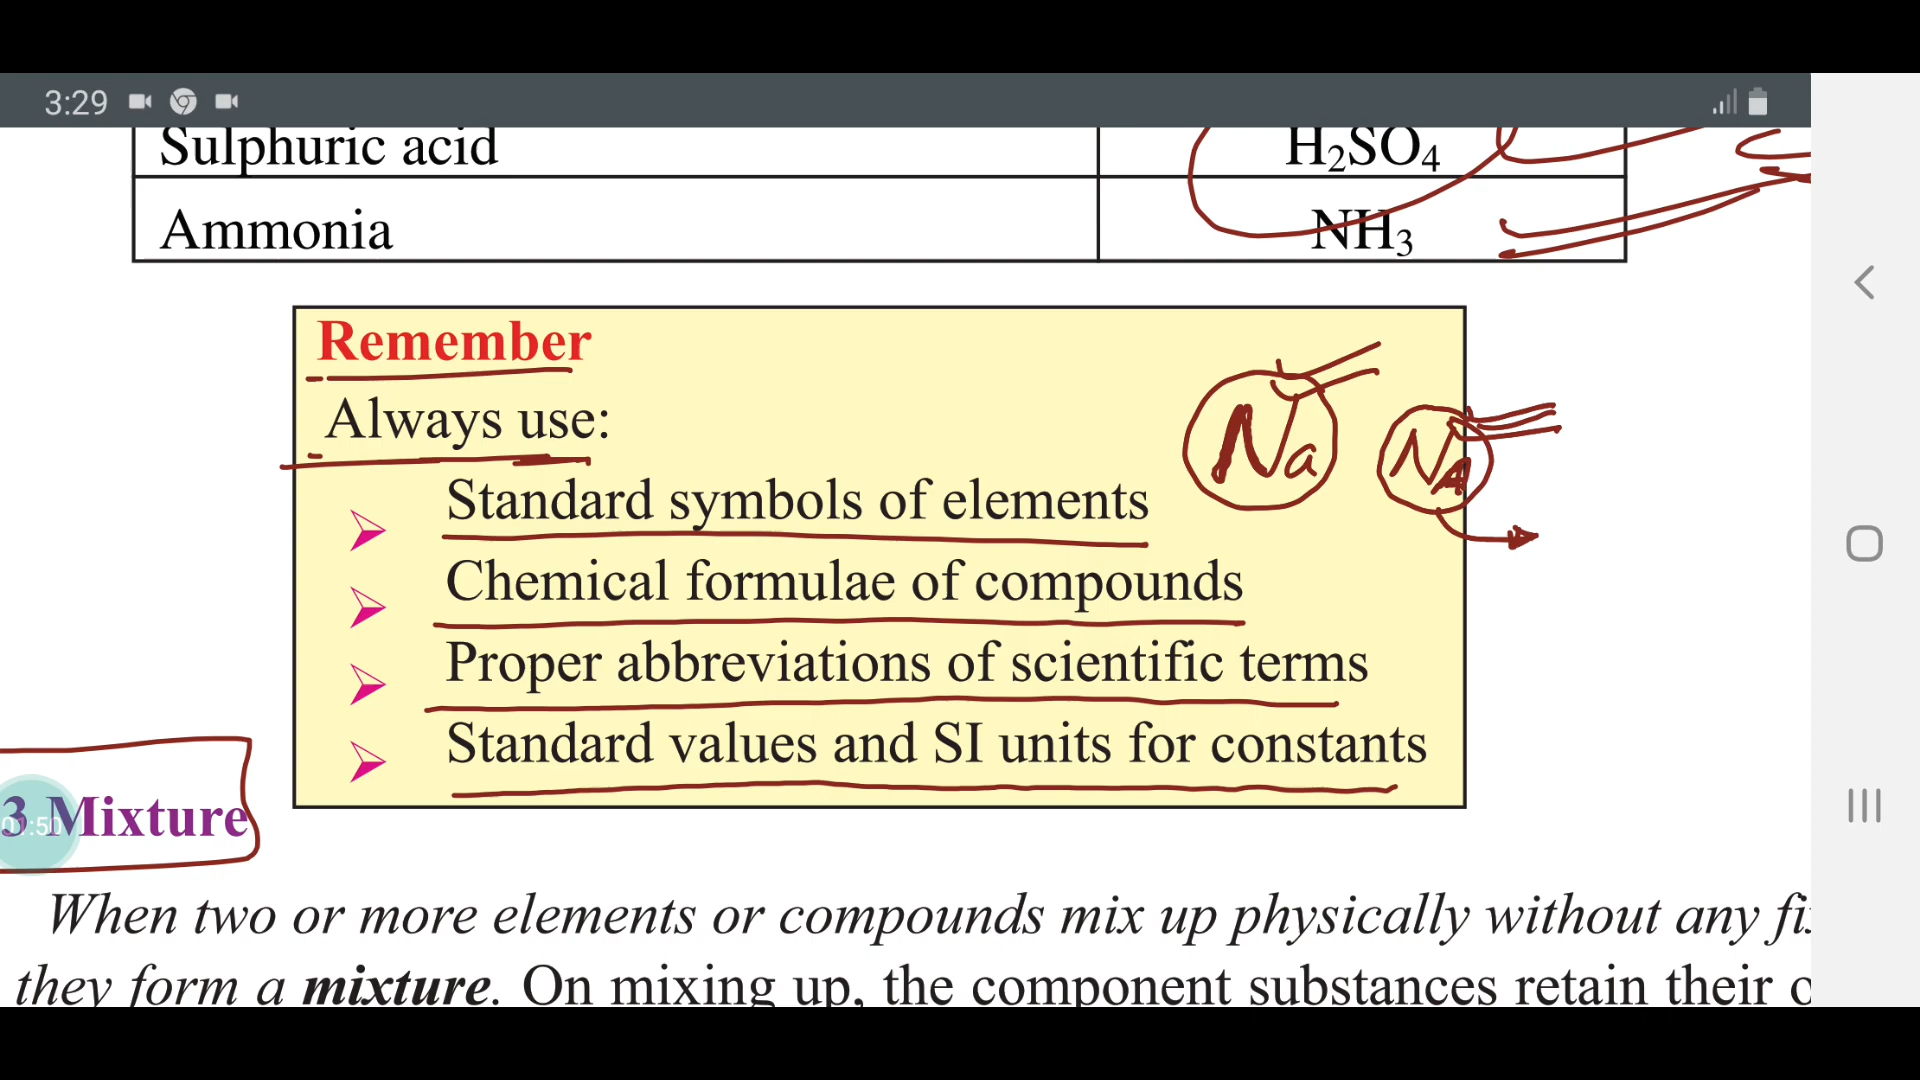 3:29
Sulphuric acid H₂SO₄
Ammonia NH₃
Remember
Always use:
Na NA
Standard symbols of elements
Chemical formulae of compounds
Proper abbreviations of scientific terms
Standard values and SI units for constants
3 Mixture
01:50
When two or more elements or compounds mix up physically without any
they form a mixture. On mixing up, the component substances retain their